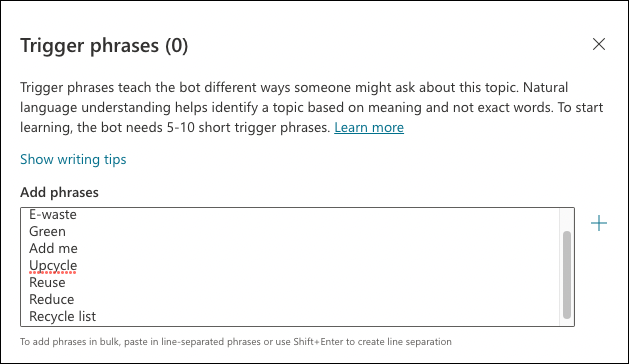 Trigger phrases (0)
Trigger phrases teach the bot different ways someone might ask about this topic. Natural
language understanding helps identify a topic based on meaning and not exact words. To start
learning, the bot needs 5-10 short trigger phrases. Learn more
Show writing tips
Add phrases
E-waste
Green
Add me
Upcycle
Reuse
Reduce
Recycle list
To add phrases in bulk, paste in line-separated phrases or use Shift+Enter to create line separation